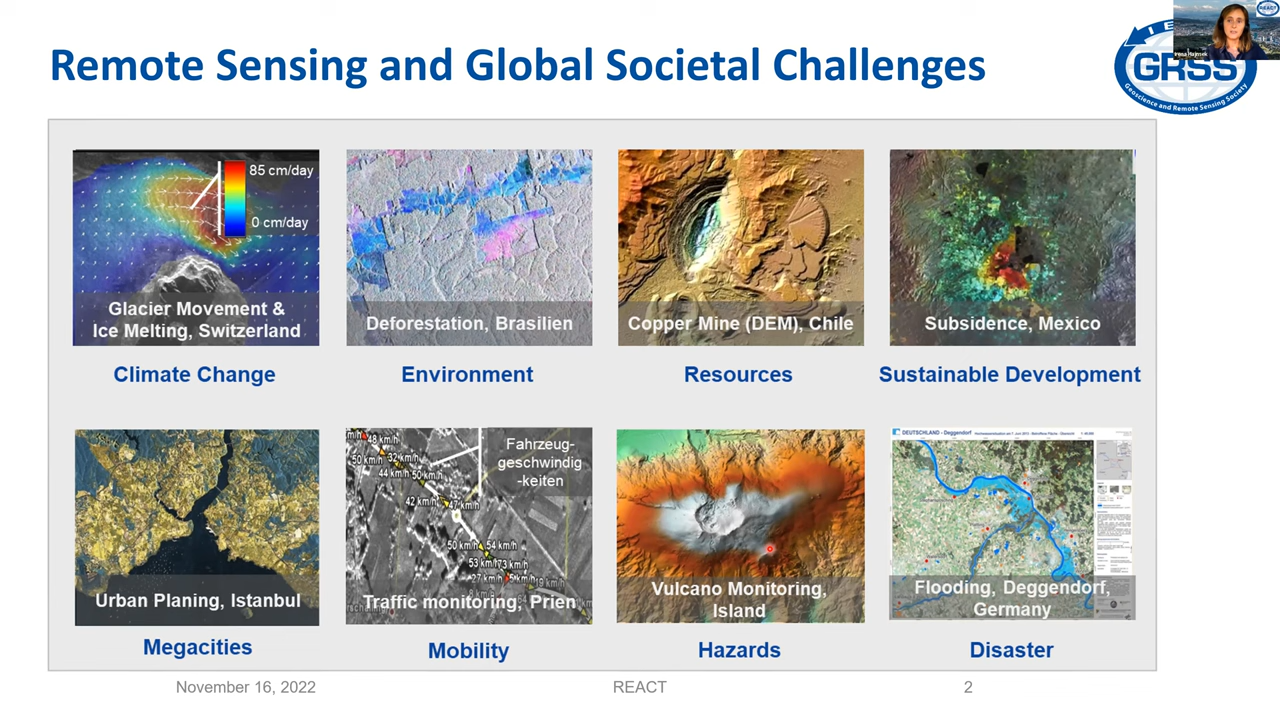 Remote Sensing and Global Societal Challenges
GRSS
Geoscience and Remote Sensing Society
REACT
85 cm/day
0 cm/day
Glacier Movement &
Ice Melting, Switzerland
Deforestation, Brasilien
Copper Mine (DEM), Chile
Subsidence, Mexico
Climate Change
Environment
Resources
Sustainable Development
Urban Planing, Istanbul
48 km/h
50 km/h
32 km/h
44 km/h
50 km/h
42 km/h
47 km/h
50 km/h
54 km/h
53 km/h
73 km/h
27 km/h
19 km/h
Fahrzeug-
geschwindig
-keiten
Traffic monitoring, Prien
Vulcano Monitoring,
Island
DEUTSCHLAND - Deggendorf
Flooding, Deggendorf,
Germany
Megacities
Mobility
Hazards
Disaster
November 16, 2022
REACT
2